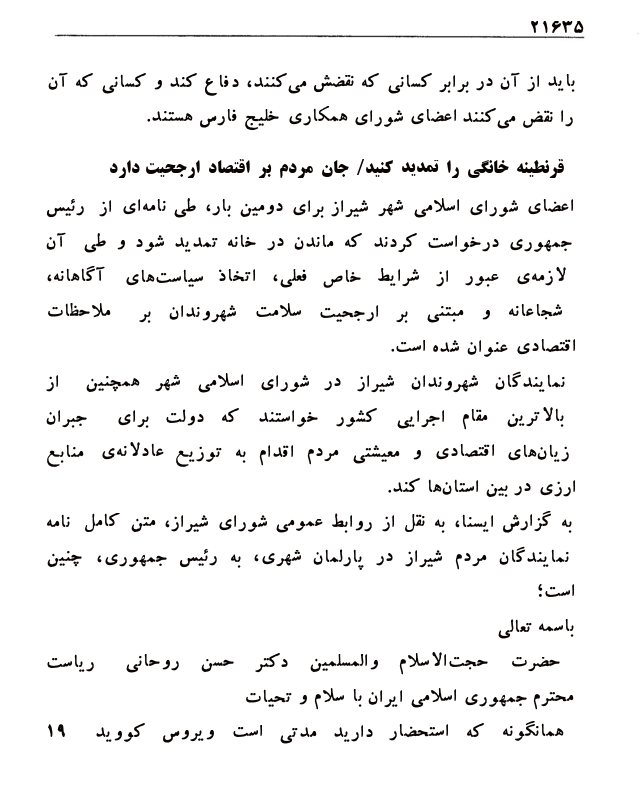 ۲۱۶۳۵
باید از آن در برابر کسانی که نقضش می‌کنند، دفاع کند و کسانی که آن
را نقض می‌کنند اعضای شورای همکاری خلیج فارس هستند.
قرنطینه خانگی را تمدید کنید/ جان مردم بر اقتصاد ارجحیت دارد
اعضای شورای اسلامی شهر شیراز برای دومین بار، طی نامه‌ای از رئیس
جمهوری درخواست کردند که ماندن در خانه تمدید شود و طی آن
لازمه‌ی عبور از شرایط خاص فعلی، اتخاذ سیاست‌های آگاهانه،
شجاعانه و مبتنی بر ارجحیت سلامت شهروندان بر ملاحظات
اقتصادی عنوان شده است.
نمایندگان شهروندان شیراز در شورای اسلامی شهر همچنین از
بالاترین مقام اجرایی کشور خواستند که دولت برای جبران
زیان‌های اقتصادی و معیشتی مردم اقدام به توزیع عادلانه‌ی منابع
ارزی در بین استان‌ها کند.
به گزارش ایسنا، به نقل از روابط عمومی شورای شیراز، متن کامل نامه
نمایندگان مردم شیراز در پارلمان شهری، به رئیس جمهوری، چنین
است؛
باسمه تعالی
حضرت حجت‌الاسلام والمسلمین دکتر حسن روحانی ریاست
محترم جمهوری اسلامی ایران با سلام و تحیات
همانگونه که استحضار دارید مدتی است ویروس کووید ۱۹